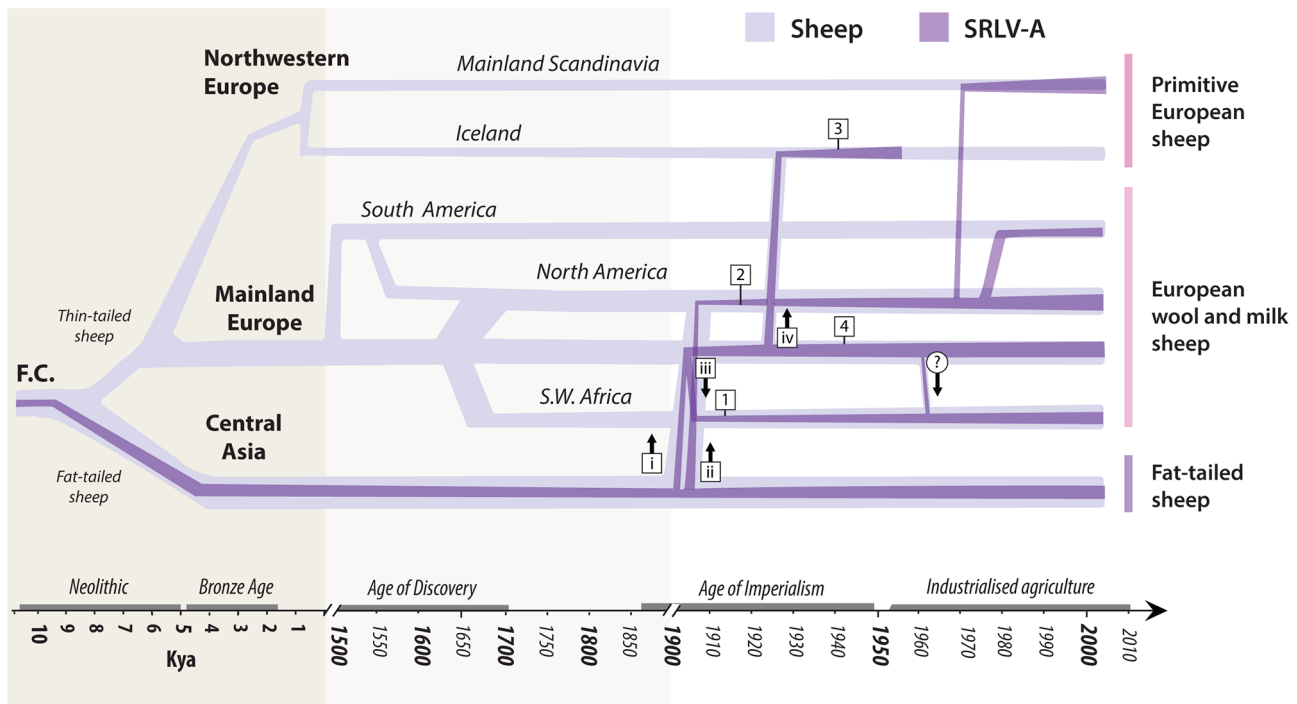 Sheep
SRLV-A
Northwestern
Europe
Mainland Scandinavia
Primitive
European
sheep
Iceland
3
South America
North America
2
Mainland
Europe
Thin-tailed
sheep
European
wool and milk
sheep
iv
4
F.C.
iii
?
S.W. Africa
1
Central
Asia
i
ii
Fat-tailed
sheep
Fat-tailed
sheep
Neolithic
Bronze Age
Age of Discovery
Age of Imperialism
Industrialised agriculture
10 9 8 7 6 5 4 3 2 1 1500 1550 1600 1650 1700 1750 1800 1850 1900 1910 1920 1930 1940 1950 1960 1970 1980 1990 2000 2010
Kya